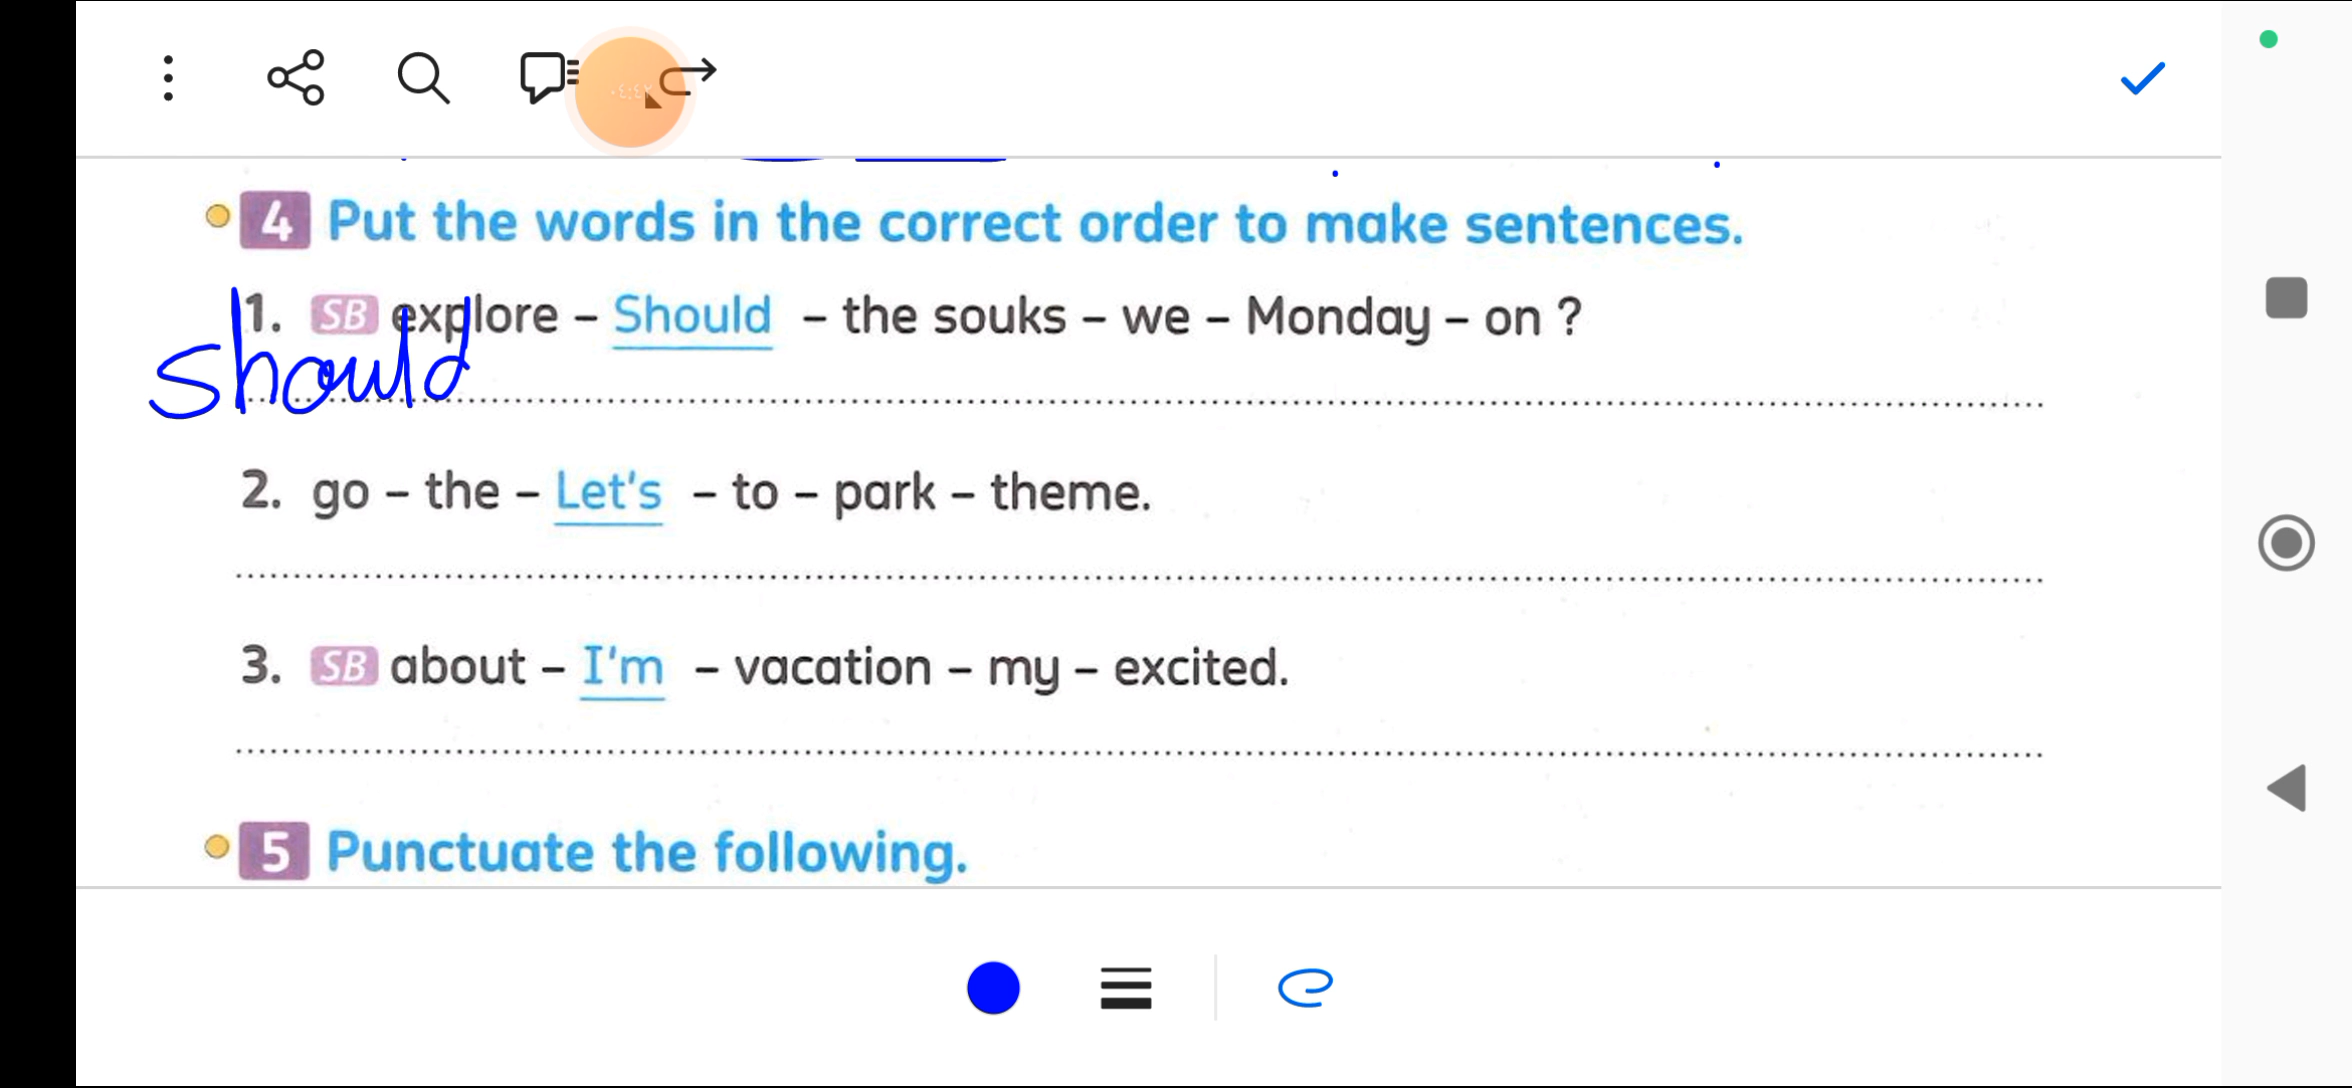 4 Put the words in the correct order to make sentences.
1. SB explore – Should – the souks – we – Monday – on ?
should
2. go – the – Let's – to – park – theme.
3. SB about – I'm – vacation – my – excited.
5 Punctuate the following.